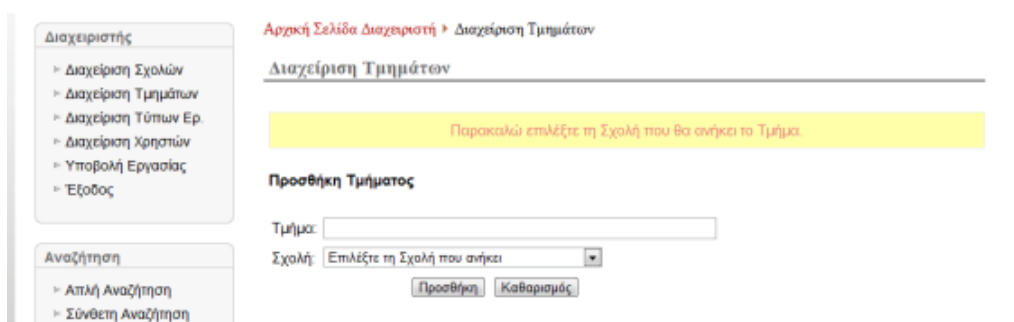 Διαχειριστής
Διαχείριση Σχολών
Διαχείριση Τμημάτων
Διαχείριση Τύπων Ερ.
Διαχείριση Χρηστών
Υποβολή Εργασίας
Έξοδος
Αναζήτηση
Απλή Αναζήτηση
Σύνθετη Αναζήτηση
Αρχική Σελίδα Διαχειριστή Διαχείριση Τμημάτων
Διαχείριση Τμημάτων
Παρακαλώ επιλέξτε τη Σχολή που θα ανήκει το Τμήμα.
Προσθήκη Τμήματος
Τμήμα:
Σχολή: Επιλέξτε τη Σχολή που ανήκει
Προσθήκη Καθαρισμός